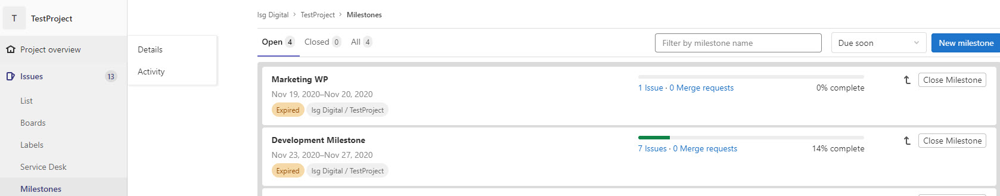 T TestProject
Project overview
Details
Activity
Issues 13
List
Boards
Labels
Service Desk
Milestones
lsg Digital › TestProject › Milestones
Open 4 Closed 0 All 4
Filter by milestone name
Due soon
New milestone
Marketing WP
Nov 19, 2020–Nov 20, 2020
Expired lsg Digital / TestProject
1 Issue · 0 Merge requests 0% complete
Close Milestone
Development Milestone
Nov 23, 2020–Nov 27, 2020
Expired lsg Digital / TestProject
7 Issues · 0 Merge requests 14% complete
Close Milestone